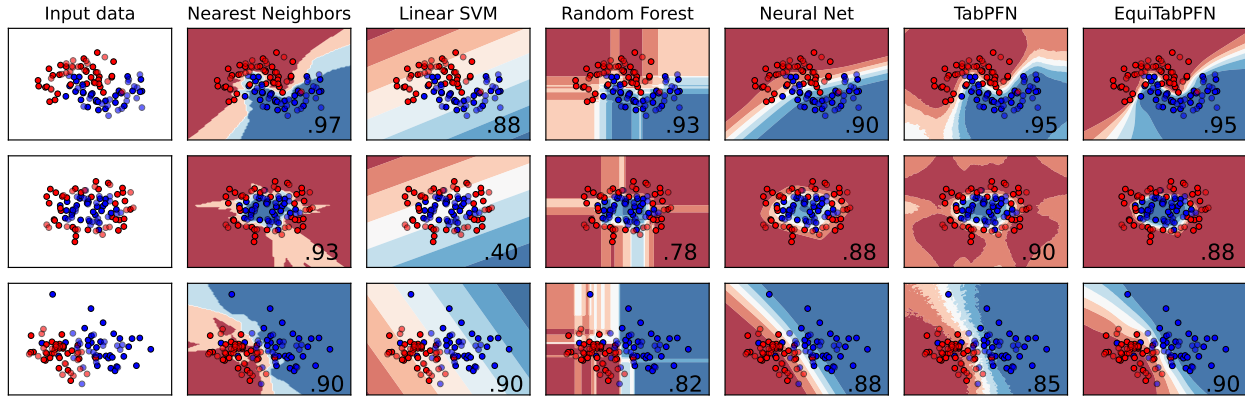 Input data Nearest Neighbors Linear SVM Random Forest Neural Net TabPFN EquiTabPFN
.97 .88 .93 .90 .95 .95
.93 .40 .78 .88 .90 .88
.90 .90 .82 .88 .85 .90